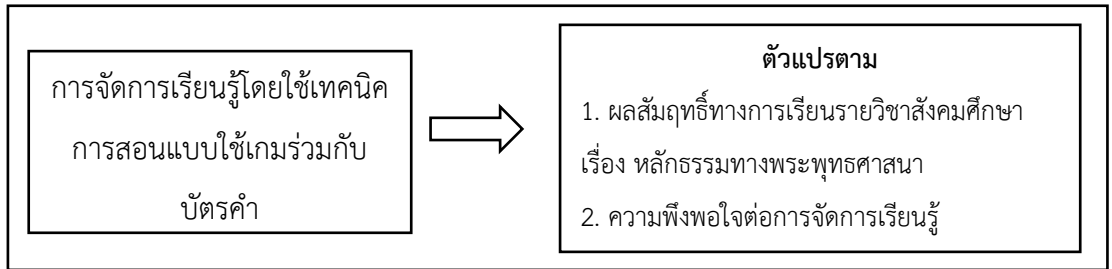 การจัดการเรียนรู้โดยใช้เทคนิค
การสอนแบบใช้เกมร่วมกับ
บัตรคำ
ตัวแปรตาม
1. ผลสัมฤทธิ์ทางการเรียนรายวิชาสังคมศึกษา
เรื่อง หลักธรรมทางพระพุทธศาสนา
2. ความพึงพอใจต่อการจัดการเรียนรู้